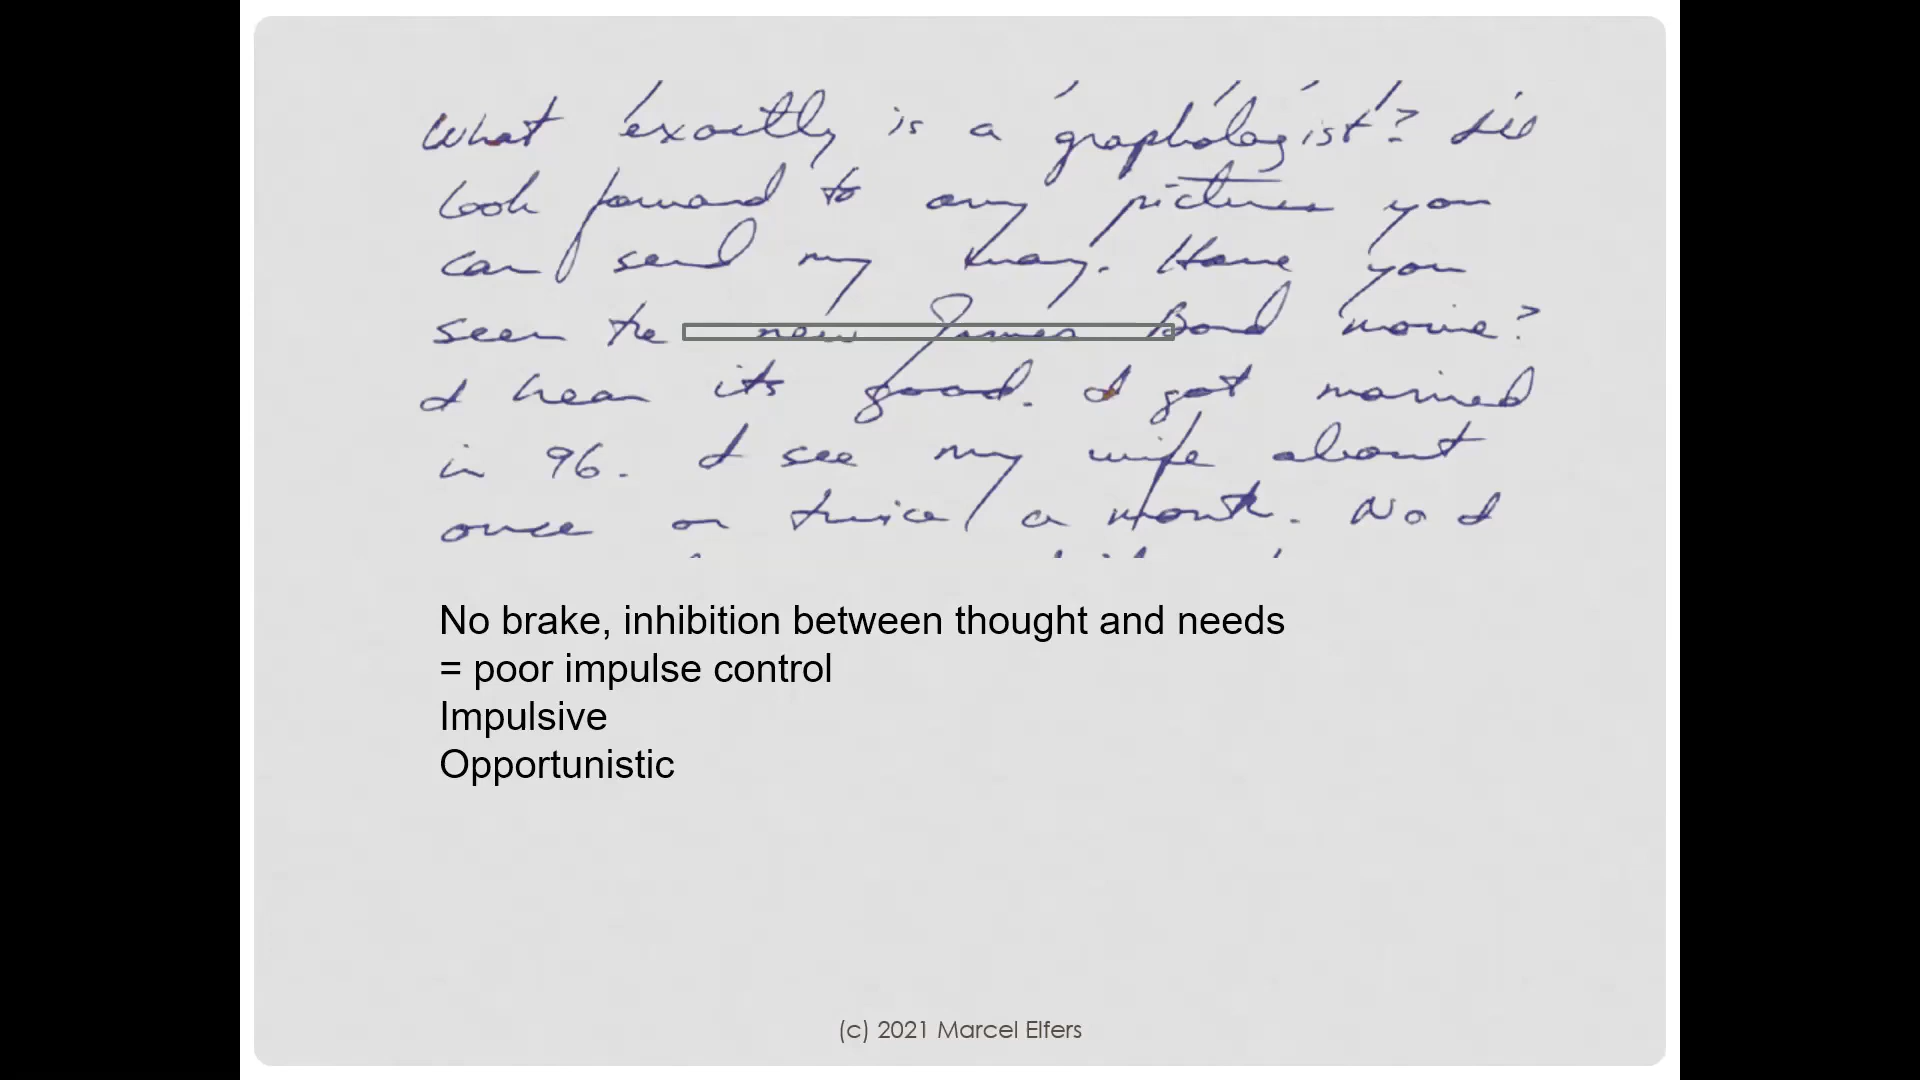 What exactly is a graphologist? I'll
look forward to any pictures you
can send my way. Have you
seen the new James Bond movie?
I hear its good. I got married
in 96. I see my wife about
once or twice a month. No I
No brake, inhibition between thought and needs
= poor impulse control
Impulsive
Opportunistic
(c) 2021 Marcel Elfers